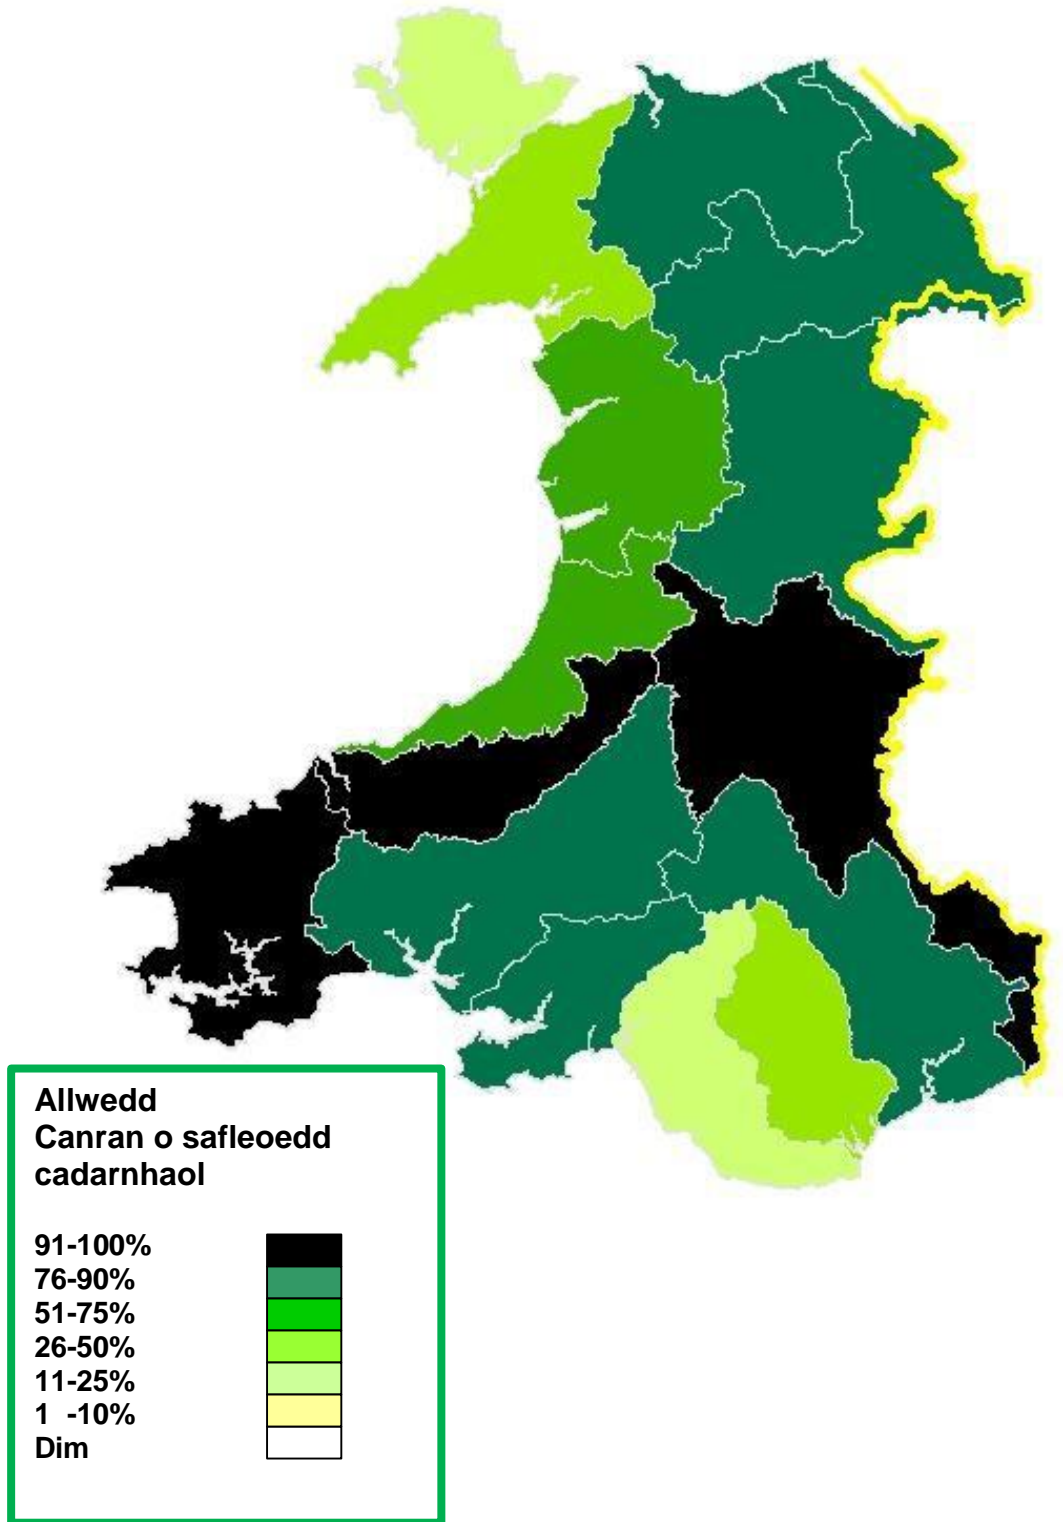 Allwedd
Canran o safleoedd
cadarnhaol
91-100%
76-90%
51-75%
26-50%
11-25%
1 -10%
Dim